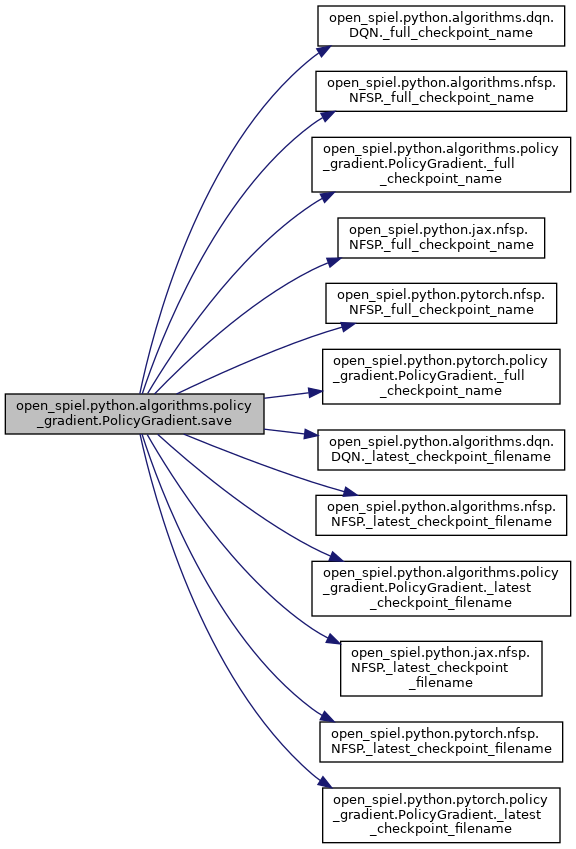 open_spiel.python.algorithms.dqn.
DQN._full_checkpoint_name
open_spiel.python.algorithms.nfsp.
NFSP._full_checkpoint_name
open_spiel.python.algorithms.policy
_gradient.PolicyGradient._full
_checkpoint_name
open_spiel.python.jax.nfsp.
NFSP._full_checkpoint_name
open_spiel.python.pytorch.nfsp.
NFSP._full_checkpoint_name
open_spiel.python.pytorch.policy
_gradient.PolicyGradient._full
_checkpoint_name
open_spiel.python.algorithms.policy
_gradient.PolicyGradient.save
open_spiel.python.algorithms.dqn.
DQN._latest_checkpoint_filename
open_spiel.python.algorithms.nfsp.
NFSP._latest_checkpoint_filename
open_spiel.python.algorithms.policy
_gradient.PolicyGradient._latest
_checkpoint_filename
open_spiel.python.jax.nfsp.
NFSP._latest_checkpoint
_filename
open_spiel.python.pytorch.nfsp.
NFSP._latest_checkpoint_filename
open_spiel.python.pytorch.policy
_gradient.PolicyGradient._latest
_checkpoint_filename